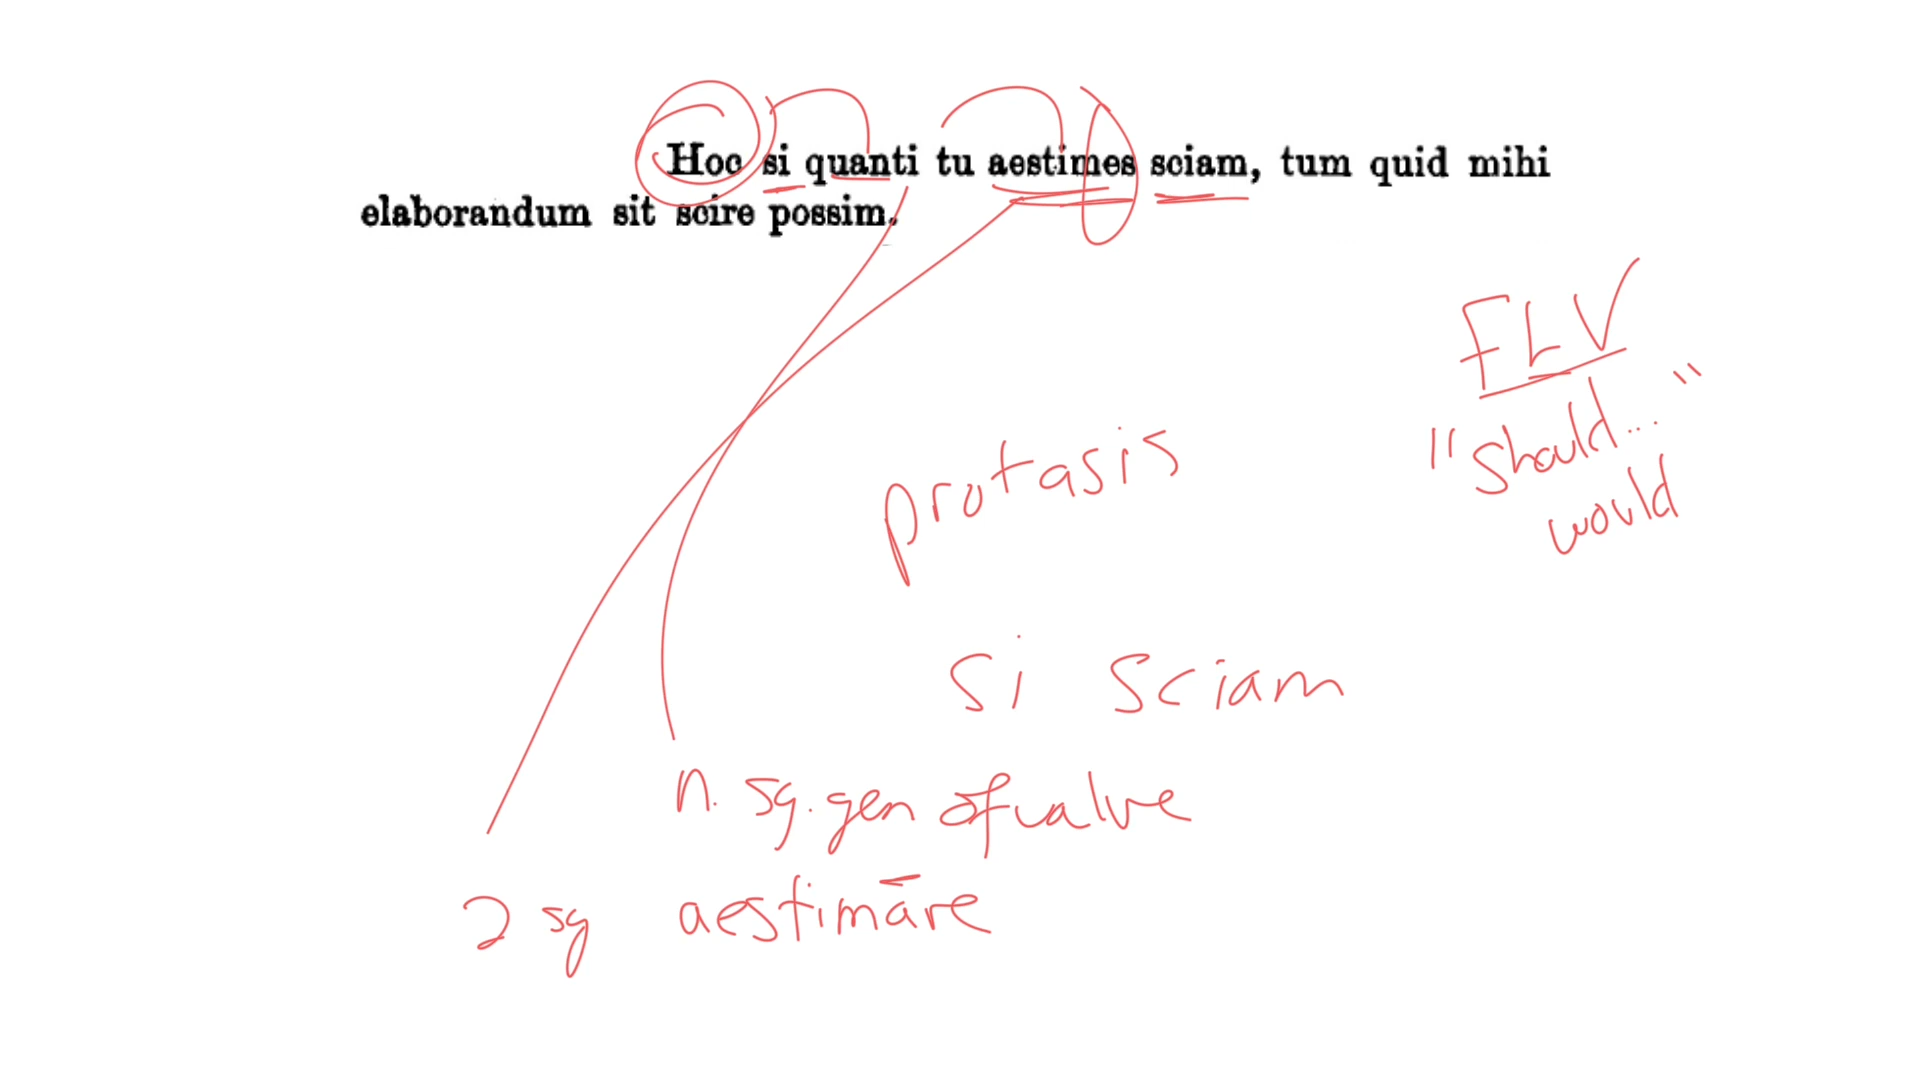 Hoc si quanti tu aestimes sciam, tum quid mihi
elaborandum sit scire possim.
FLV
"should... "
would
protasis
si sciam
n. sg. gen of value
2 sg aestimāre